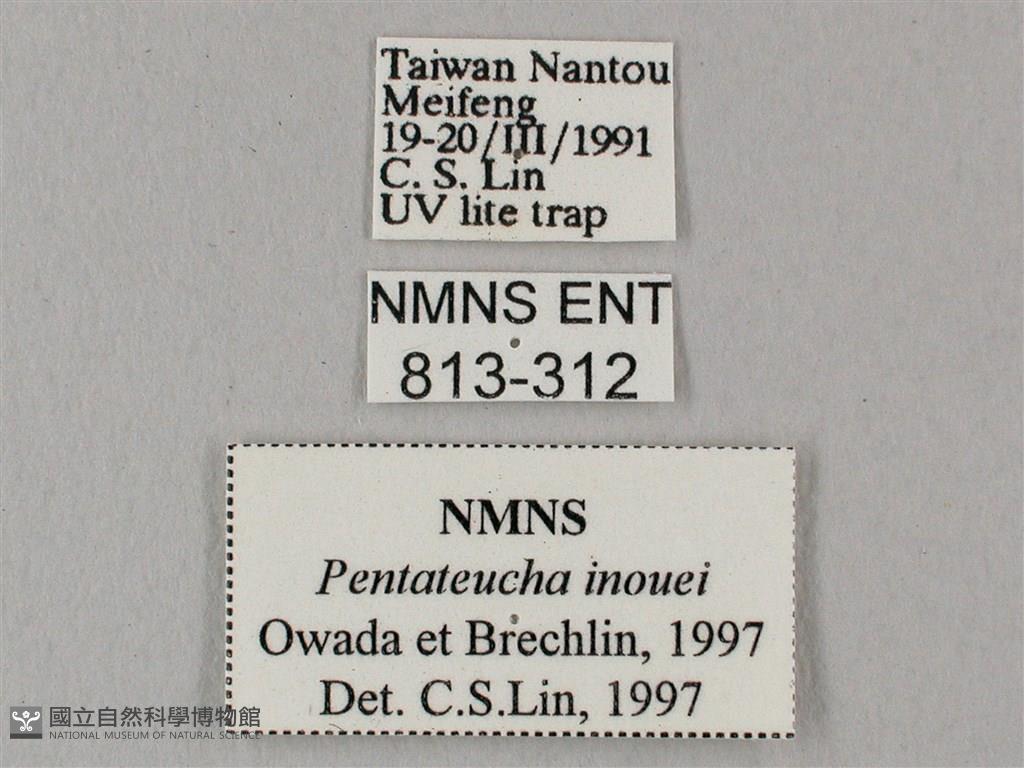 Taiwan Nantou
Meifeng
19-20/III/1991
C. S. Lin
UV lite trap
NMNS ENT
813-312
NMNS
Pentateucha inouei
Owada et Brechlin, 1997
Det. C.S.Lin, 1997
國立自然科學博物館
NATIONAL MUSEUM OF NATURAL SCIENCE